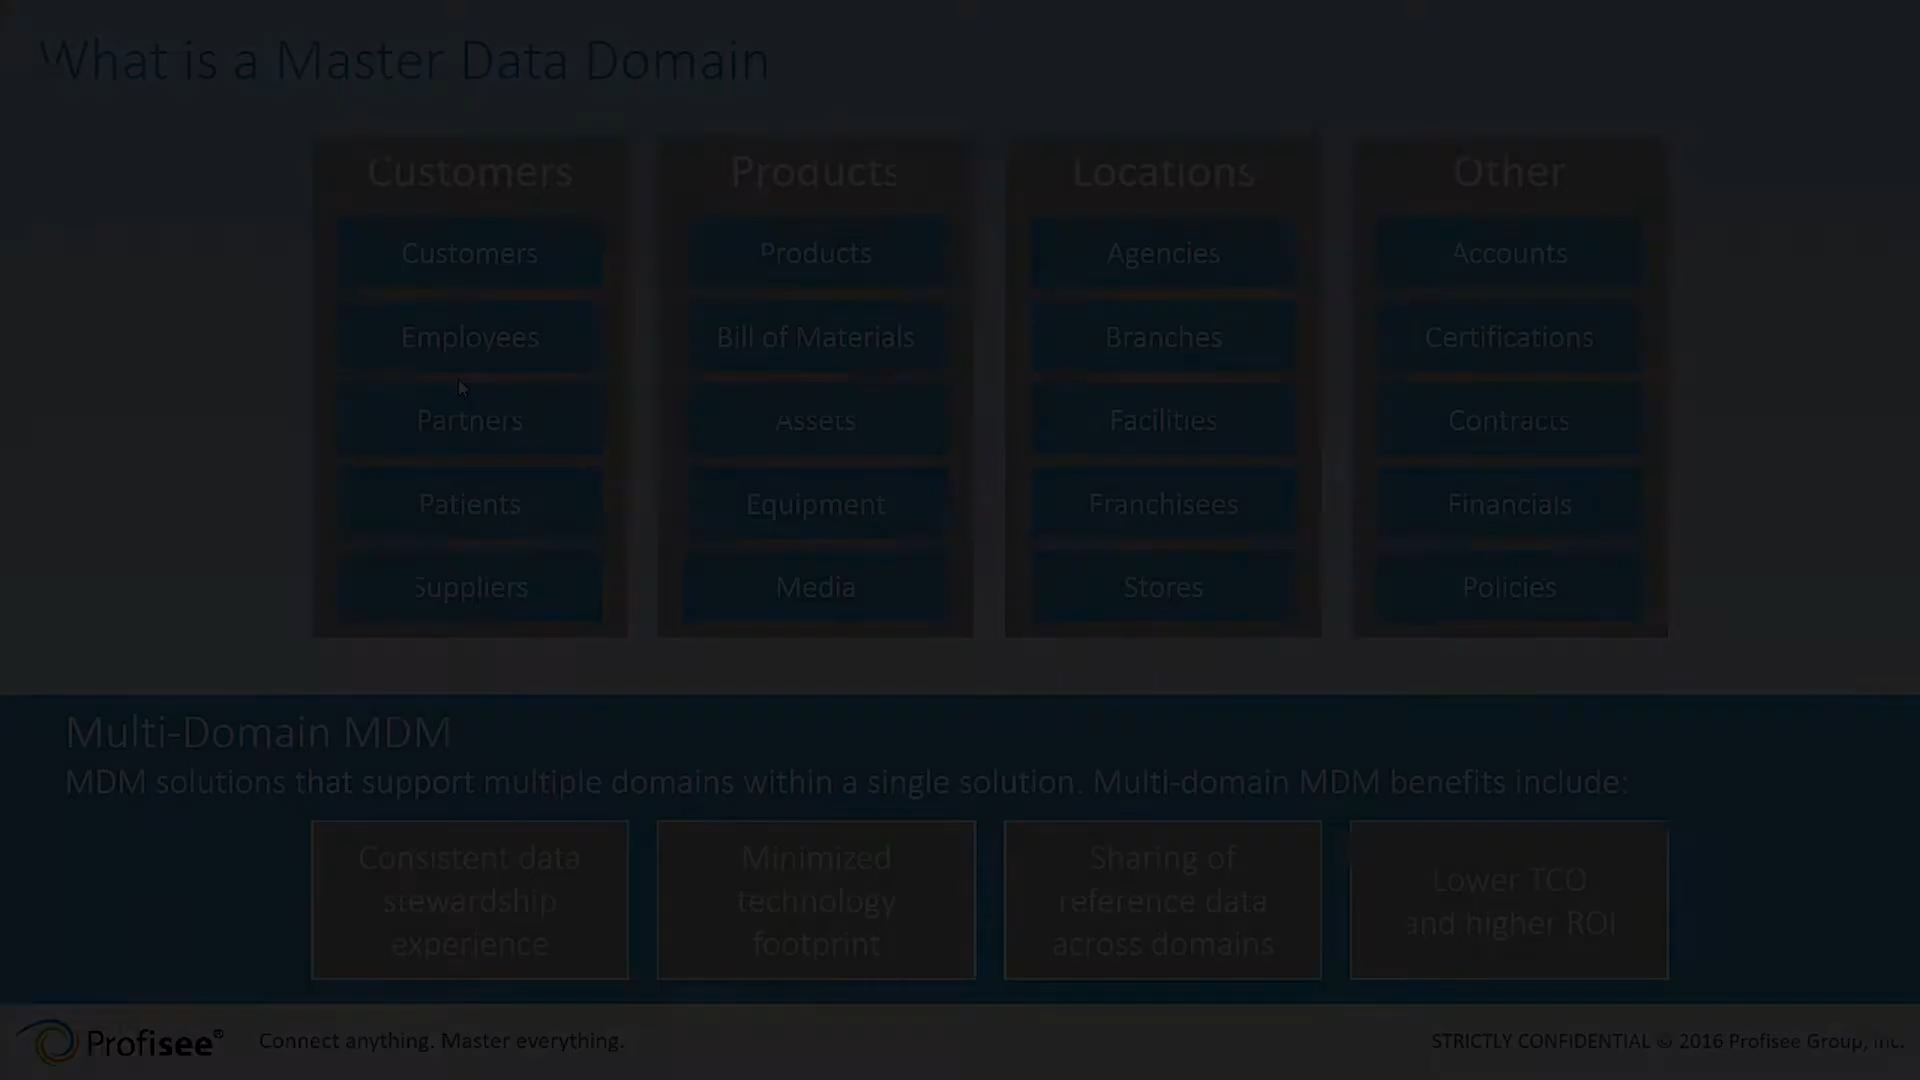 What is a Master Data Domain
Customers
Customers
Employees
Partners
Patients
Suppliers
Products
Products
Bill of Materials
Assets
Equipment
Media
Locations
Agencies
Branches
Facilities
Franchisees
Stores
Other
Accounts
Certifications
Contracts
Financials
Policies
Multi-Domain MDM
MDM solutions that support multiple domains within a single solution. Multi-domain MDM benefits include:
Consistent data
stewardship
experience
Minimized
technology
footprint
Sharing of
reference data
across domains
Lower TCO
and higher ROI
Profisee®
Connect anything. Master everything.
STRICTLY CONFIDENTIAL © 2016 Profisee Group, Inc.